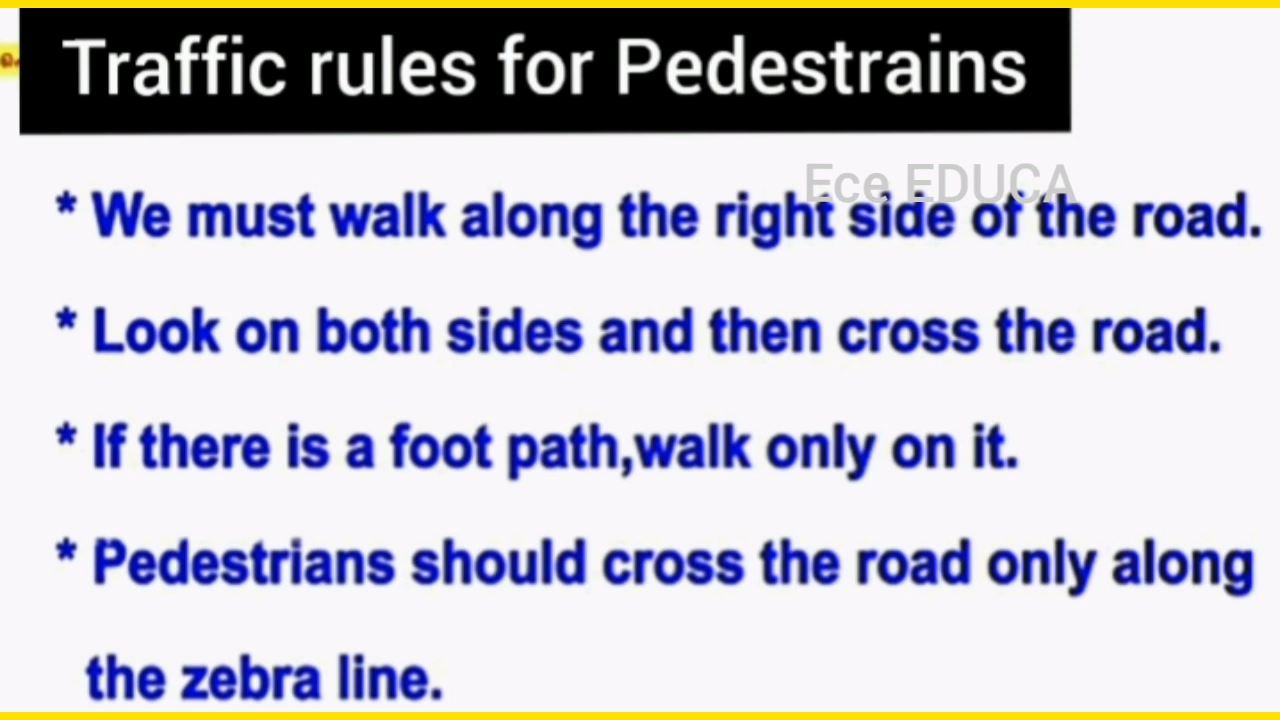 Traffic rules for Pedestrains
Ece EDUCA
* We must walk along the right side of the road.
* Look on both sides and then cross the road.
* If there is a foot path,walk only on it.
* Pedestrians should cross the road only along
the zebra line.